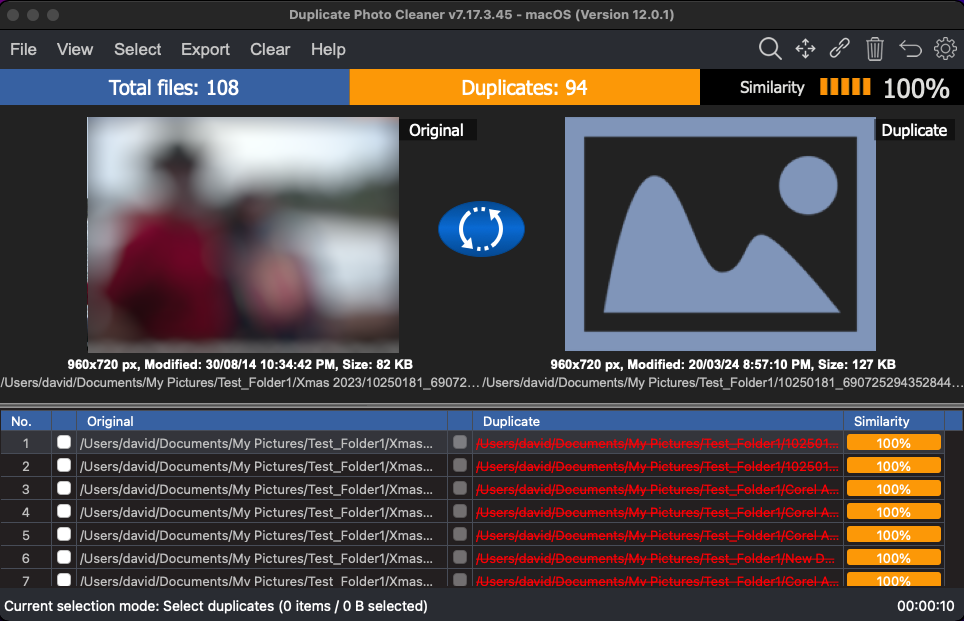 Duplicate Photo Cleaner v7.17.3.45 - macOS (Version 12.0.1)
File View Select Export Clear Help
Total files: 108 Duplicates: 94 Similarity 100%
Original Duplicate
960x720 px, Modified: 30/08/14 10:34:42 PM, Size: 82 KB 960x720 px, Modified: 20/03/24 8:57:10 PM, Size: 127 KB
/Users/david/Documents/My Pictures/Test_Folder1/Xmas 2023/10250181_69072... /Users/david/Documents/My Pictures/Test_Folder1/10250181_690725294352844...
No. Original Duplicate Similarity
1 /Users/david/Documents/My Pictures/Test_Folder1/Xmas... /Users/david/Documents/My Pictures/Test_Folder1/102501... 100%
2 /Users/david/Documents/My Pictures/Test_Folder1/Xmas... /Users/david/Documents/My Pictures/Test_Folder1/102501... 100%
3 /Users/david/Documents/My Pictures/Test_Folder1/Xmas... /Users/david/Documents/My Pictures/Test_Folder1/Corel A... 100%
4 /Users/david/Documents/My Pictures/Test_Folder1/Xmas... /Users/david/Documents/My Pictures/Test_Folder1/Corel A... 100%
5 /Users/david/Documents/My Pictures/Test_Folder1/Xmas... /Users/david/Documents/My Pictures/Test_Folder1/Corel A... 100%
6 /Users/david/Documents/My Pictures/Test_Folder1/Xmas... /Users/david/Documents/My Pictures/Test_Folder1/New D... 100%
7 /Users/david/Documents/My Pictures/Test_Folder1/Xmas... /Users/david/Documents/My Pictures/Test_Folder1/Corel A... 100%
Current selection mode: Select duplicates (0 items / 0 B selected) 00:00:10